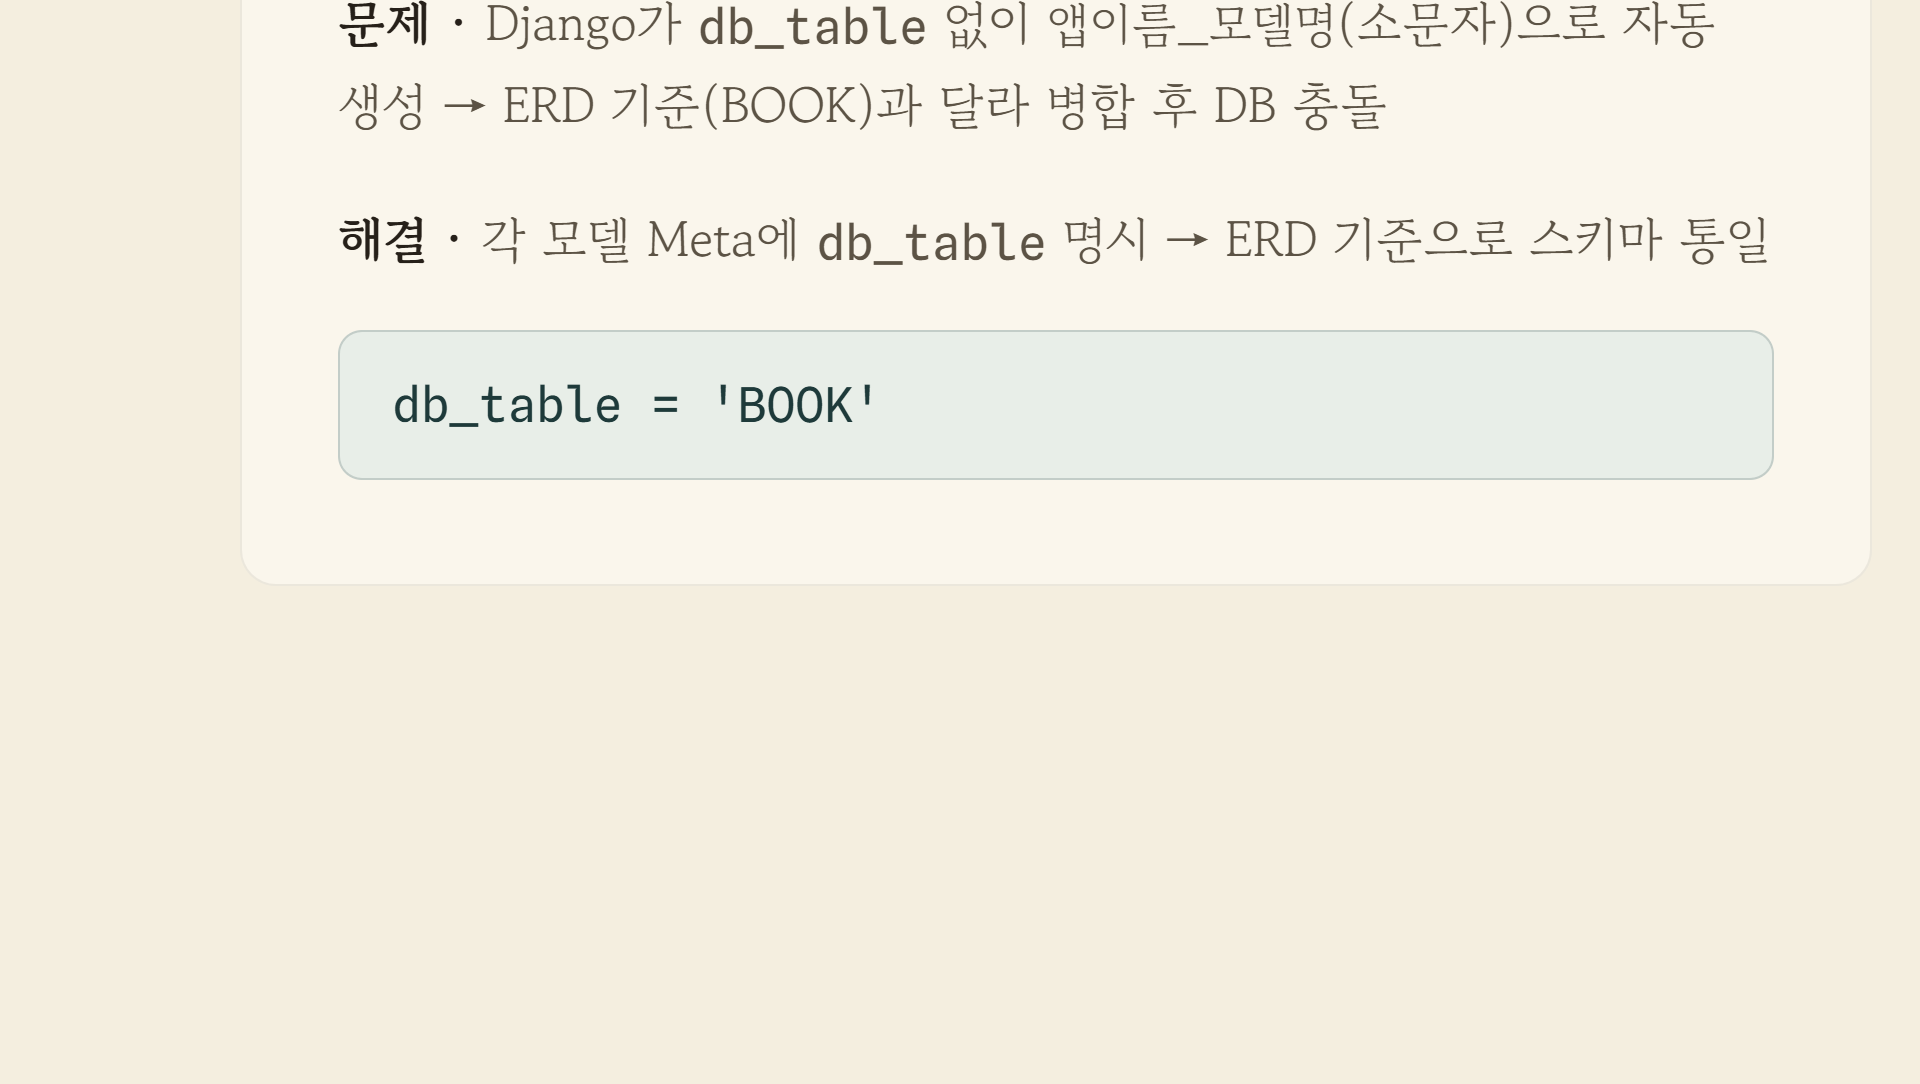 문제 · Django가 db_table 없이 앱이름_모델명(소문자)으로 자동
생성 → ERD 기준(BOOK)과 달라 병합 후 DB 충돌
해결 · 각 모델 Meta에 db_table 명시 → ERD 기준으로 스키마 통일
db_table = 'BOOK'